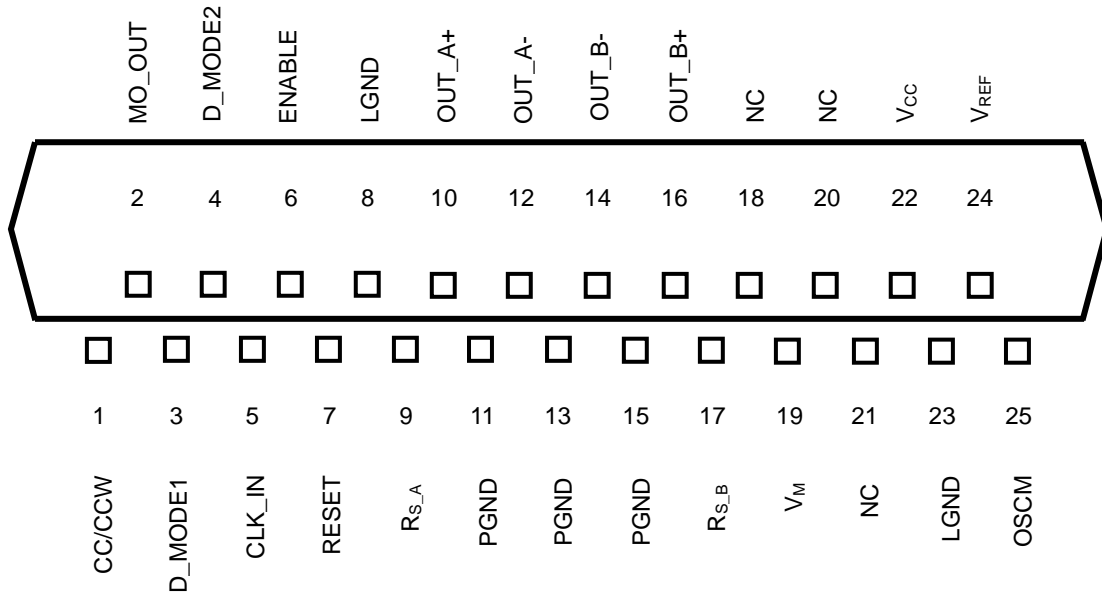 MO_OUT D_MODE2 ENABLE LGND OUT_A+ OUT_A- OUT_B- OUT_B+ NC NC VCC VREF
2 4 6 8 10 12 14 16 18 20 22 24
1 3 5 7 9 11 13 15 17 19 21 23 25
CC/CCW D_MODE1 CLK_IN RESET RS_A PGND PGND PGND RS_B VM NC LGND OSCM